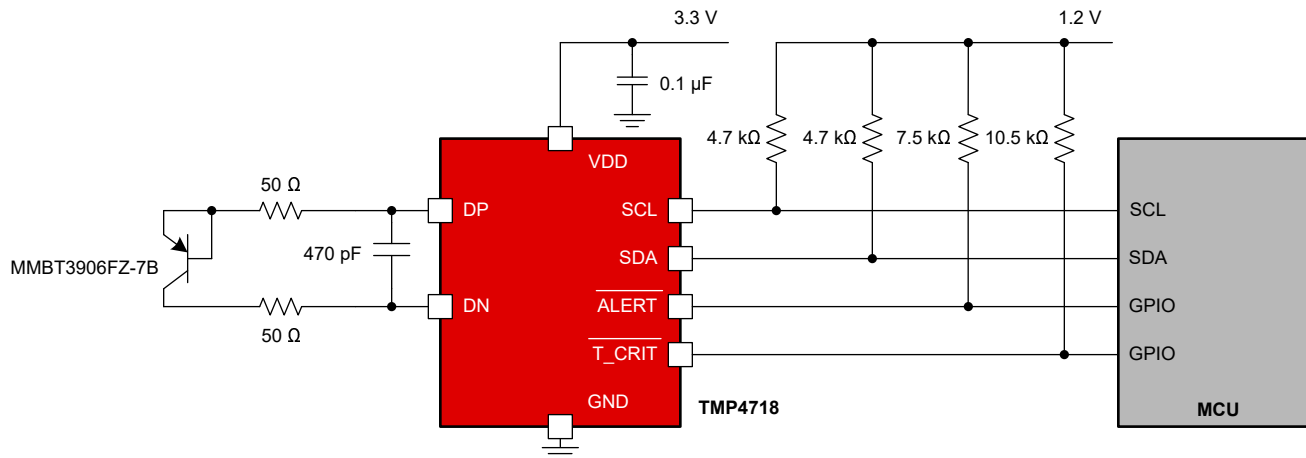 3.3 V
1.2 V
0.1 µF
4.7 kΩ
4.7 kΩ
7.5 kΩ
10.5 kΩ
VDD
50 Ω
DP
SCL
SCL
470 pF
MMBT3906FZ-7B
SDA
SDA
DN
ALERT
GPIO
50 Ω
T_CRIT
GPIO
GND
TMP4718
MCU